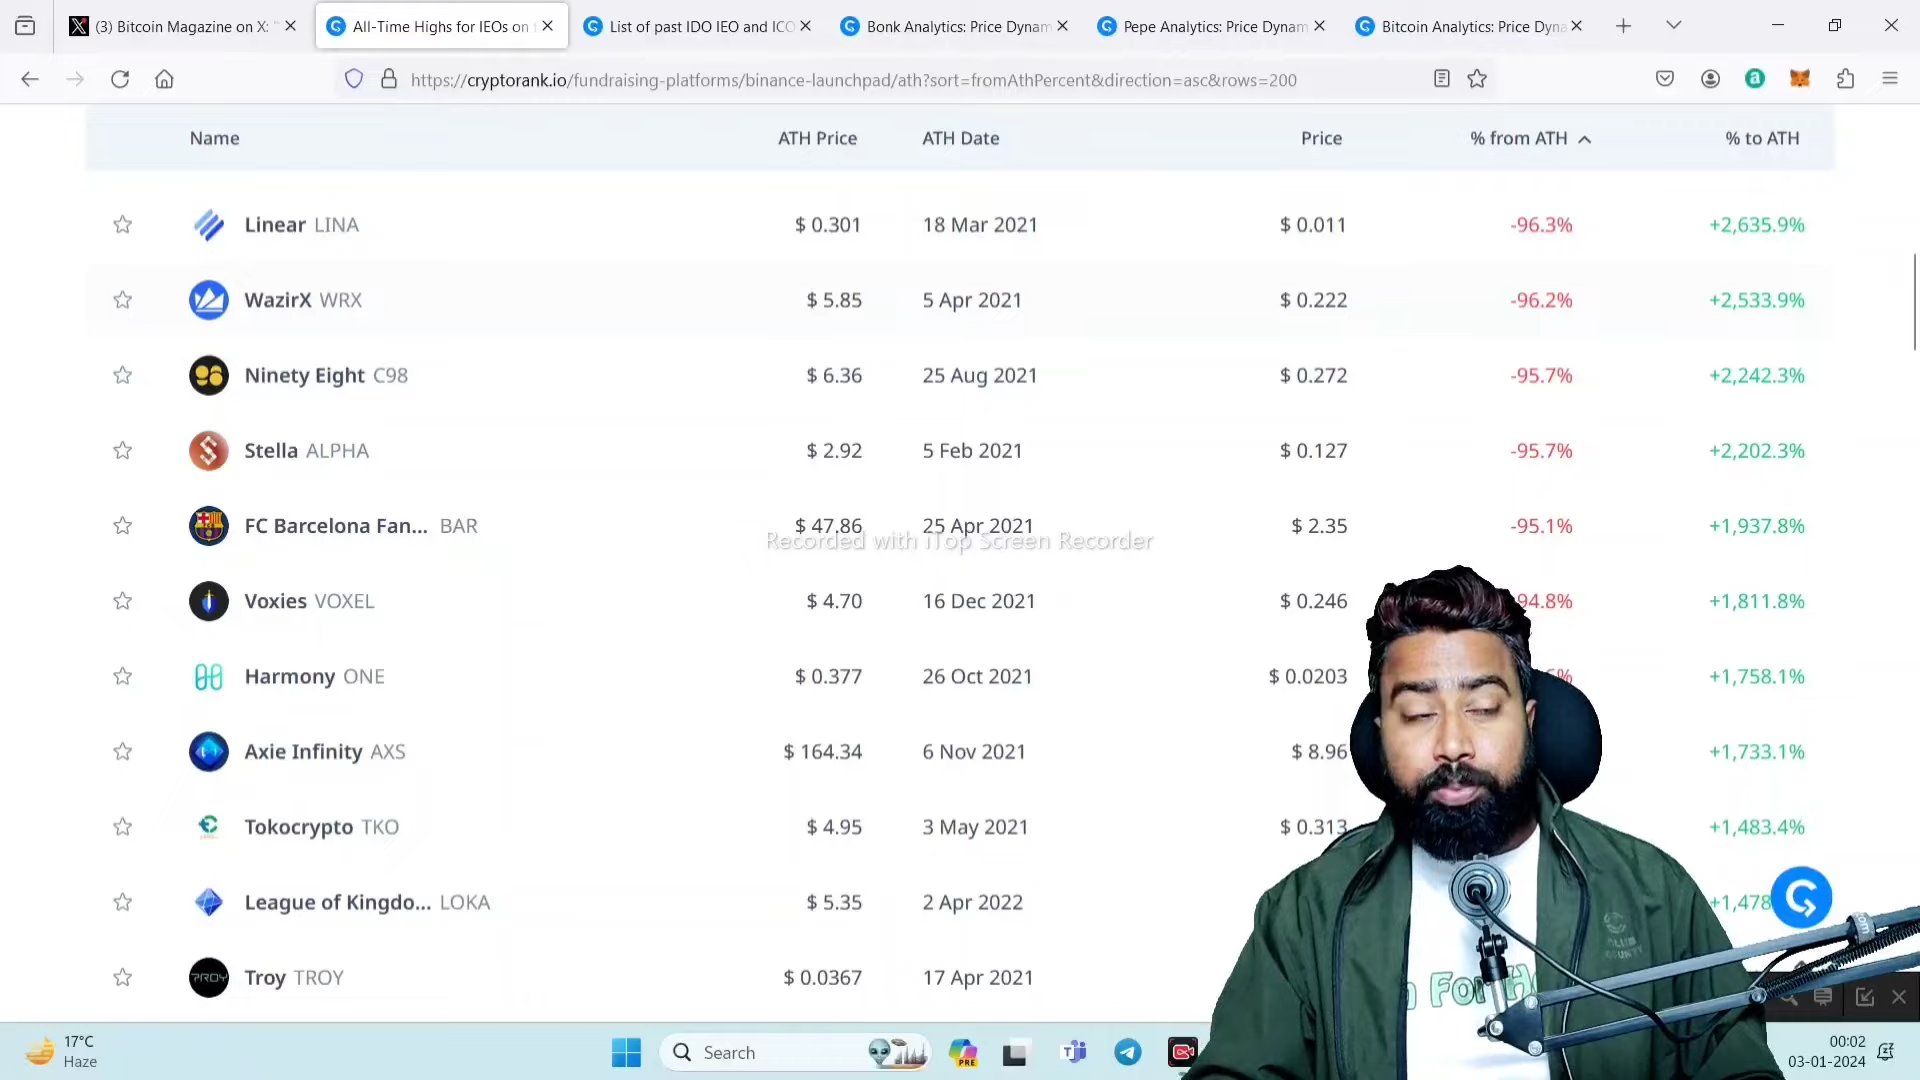 (3) Bitcoin Magazine on X: "
All-Time Highs for IEOs on
List of past IDO IEO and ICO
Bonk Analytics: Price Dynam
Pepe Analytics: Price Dynam
Bitcoin Analytics: Price Dyna
https://cryptorank.io/fundraising-platforms/binance-launchpad/ath?sort=fromAthPercent&direction=asc&rows=200
Name ATH Price ATH Date Price % from ATH % to ATH
Linear LINA $ 0.301 18 Mar 2021 $ 0.011 -96.3% +2,635.9%
WazirX WRX $ 5.85 5 Apr 2021 $ 0.222 -96.2% +2,533.9%
Ninety Eight C98 $ 6.36 25 Aug 2021 $ 0.272 -95.7% +2,242.3%
Stella ALPHA $ 2.92 5 Feb 2021 $ 0.127 -95.7% +2,202.3%
FC Barcelona Fan... BAR $ 47.86 25 Apr 2021 $ 2.35 -95.1% +1,937.8%
Recorded with iTop Screen Recorder
Voxies VOXEL $ 4.70 16 Dec 2021 $ 0.246 94.8% +1,811.8%
Harmony ONE $ 0.377 26 Oct 2021 $ 0.0203 +1,758.1%
Axie Infinity AXS $ 164.34 6 Nov 2021 $ 8.96 +1,733.1%
Tokocrypto TKO $ 4.95 3 May 2021 $ 0.313 +1,483.4%
League of Kingdo... LOKA $ 5.35 2 Apr 2022 +1,478
Troy TROY $ 0.0367 17 Apr 2021
17°C
Haze
Search
PRE
00:02
03-01-2024